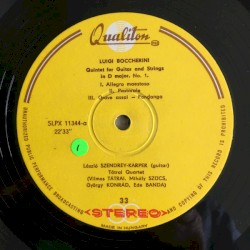 Qualiton
LUIGI BOCCHERINI
Quintet for Guitar and Strings
in D major, No. 1.
I. Allegro maestoso
II. Pastorale
III. Grave assai - Fandango
SLPX 11344-a
22'33"
1
László SZENDREY-KARPER (guitar)
Tátrai Quartet
(Vilmos TÁTRAI, Mihály SZŰCS,
György KONRÁD, Ede BANDA)
33
STEREO
MADE IN HUNGARY